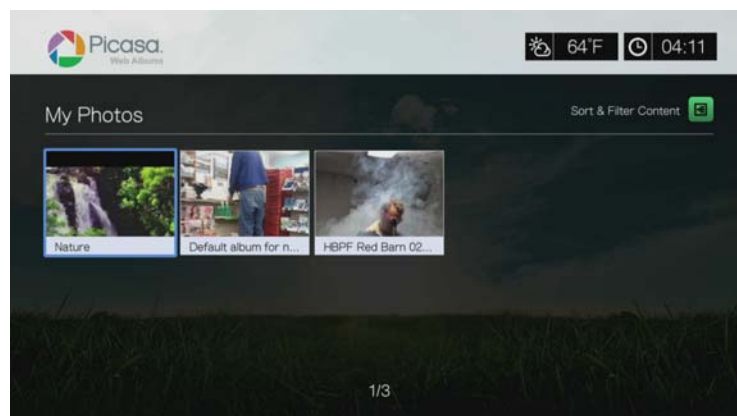 Picasa.
Web Albums
64°F
04:11
My Photos
Sort & Filter Content
Nature
Default album for n...
HBPF Red Barn 02...
1/3